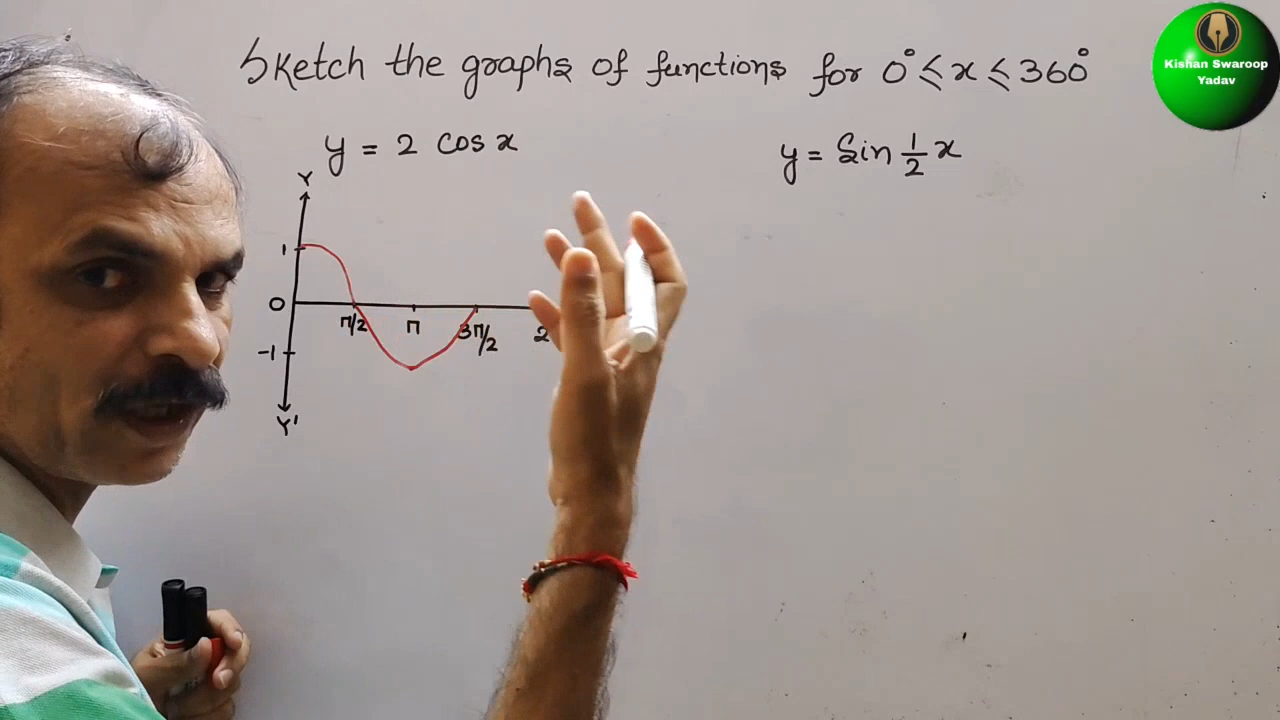 Sketch the graphs of functions for 0° ≤ x ≤ 360°
Kishan Swaroop
Yadav
y = 2 cos x
y = Sin 1/2 x
Y
1
0
π/2
π
3π/2
2
-1
Y'